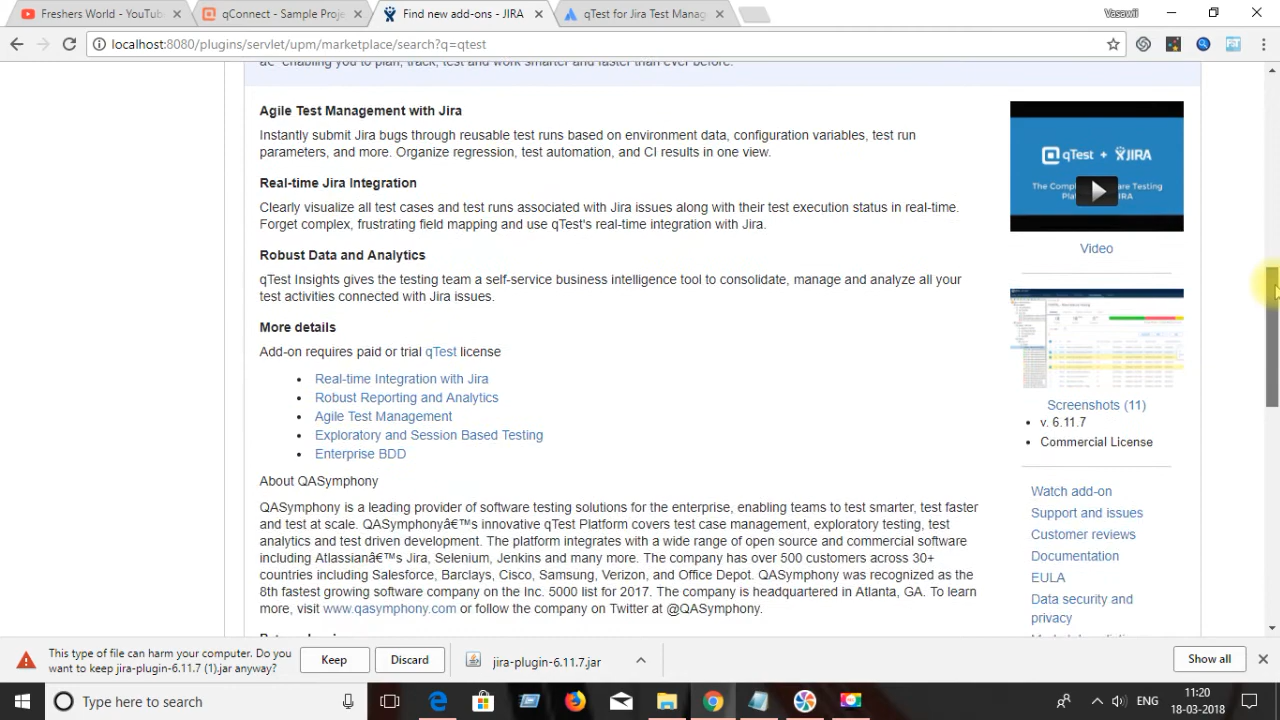 Freshers World - YouTub
qConnect - Sample Proje
Find new add-ons - JIRA
qTest for Jira Test Manag
Vasawii
localhost:8080/plugins/servlet/upm/marketplace/search?q=qtest
enabling you to plan, track, test and work smarter and faster than ever before.
Agile Test Management with Jira
Instantly submit Jira bugs through reusable test runs based on environment data, configuration variables, test run
parameters, and more. Organize regression, test automation, and CI results in one view.
Real-time Jira Integration
Clearly visualize all test cases and test runs associated with Jira issues along with their test execution status in real-time.
Forget complex, frustrating field mapping and use qTest's real-time integration with Jira.
Robust Data and Analytics
qTest Insights gives the testing team a self-service business intelligence tool to consolidate, manage and analyze all your
test activities connected with Jira issues.
More details
Add-on requires paid or trial qTest license
• Real-time Integration with Jira
• Robust Reporting and Analytics
• Agile Test Management
• Exploratory and Session Based Testing
• Enterprise BDD
About QASymphony
QASymphony is a leading provider of software testing solutions for the enterprise, enabling teams to test smarter, test faster
and test at scale. QASymphonyâ€™s innovative qTest Platform covers test case management, exploratory testing, test
analytics and test driven development. The platform integrates with a wide range of open source and commercial software
including Atlassianâ€™s Jira, Selenium, Jenkins and many more. The company has over 500 customers across 30+
countries including Salesforce, Barclays, Cisco, Samsung, Verizon, and Office Depot. QASymphony was recognized as the
8th fastest growing software company on the Inc. 5000 list for 2017. The company is headquartered in Atlanta, GA. To learn
more, visit www.qasymphony.com or follow the company on Twitter at @QASymphony.
qTest + JIRA
Video
Screenshots (11)
• v. 6.11.7
• Commercial License
Watch add-on
Support and issues
Customer reviews
Documentation
EULA
Data security and
privacy
This type of file can harm your computer. Do you
want to keep jira-plugin-6.11.7 (1).jar anyway?
Keep
Discard
jira-plugin-6.11.7.jar
Show all
Type here to search
ENG
11:20
18-03-2018